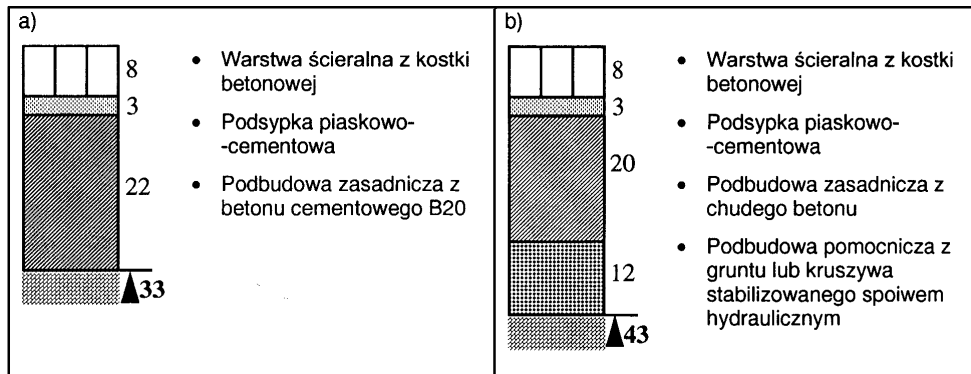 a)
8
3
22
33
• Warstwa ścieralna z kostki
betonowej
• Podsypka piaskowo-
-cementowa
• Podbudowa zasadnicza z
betonu cementowego B20
b)
8
3
20
12
43
• Warstwa ścieralna z kostki
betonowej
• Podsypka piaskowo-
-cementowa
• Podbudowa zasadnicza z
chudego betonu
• Podbudowa pomocnicza z
gruntu lub kruszywa
stabilizowanego spoiwem
hydraulicznym